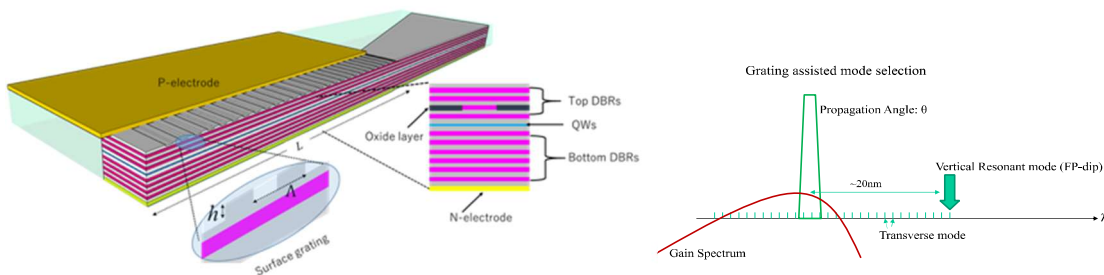 P-electrode
L
h
Λ
Surface grating
Oxide layer
Top DBRs
QWs
Bottom DBRs
N-electrode
Grating assisted mode selection
Propagation Angle: θ
Vertical Resonant mode (FP-dip)
~20nm
Transverse mode
Gain Spectrum